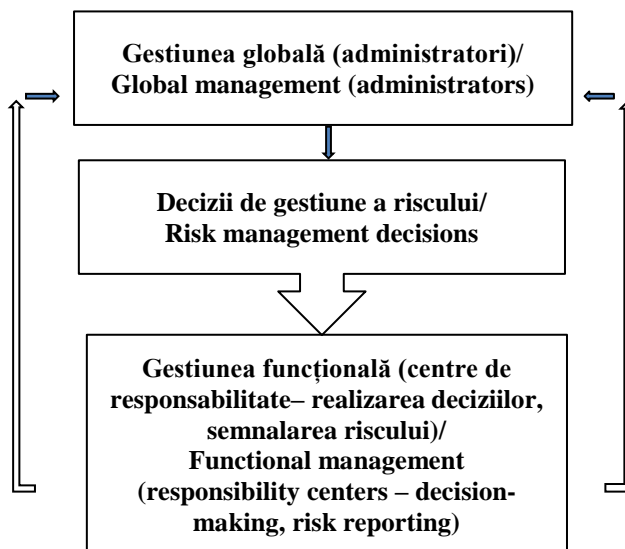 Gestiunea globală (administratori)/
Global management (administrators)
Decizii de gestiune a riscului/
Risk management decisions
Gestiunea funcțională (centre de
responsabilitate– realizarea deciziilor,
semnalarea riscului)/
Functional management
(responsibility centers – decision-
making, risk reporting)